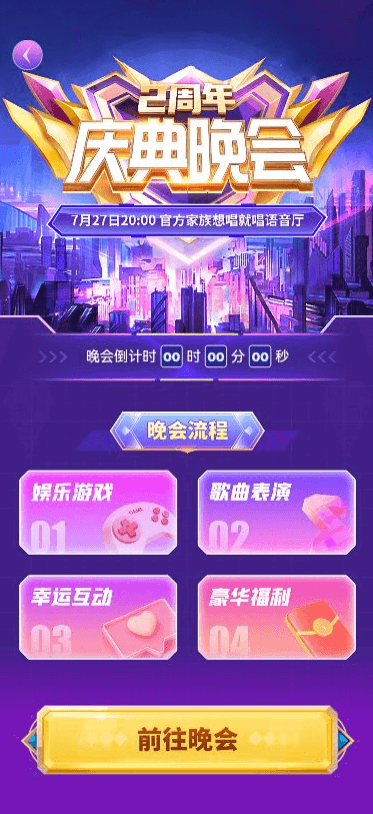 2周年
庆典晚会
7月27日20:00 官方家族想唱就唱语音厅
晚会倒计时 00 时 00 分 00 秒
晚会流程
娱乐游戏
01
歌曲表演
02
幸运互动
03
豪华福利
04
前往晚会